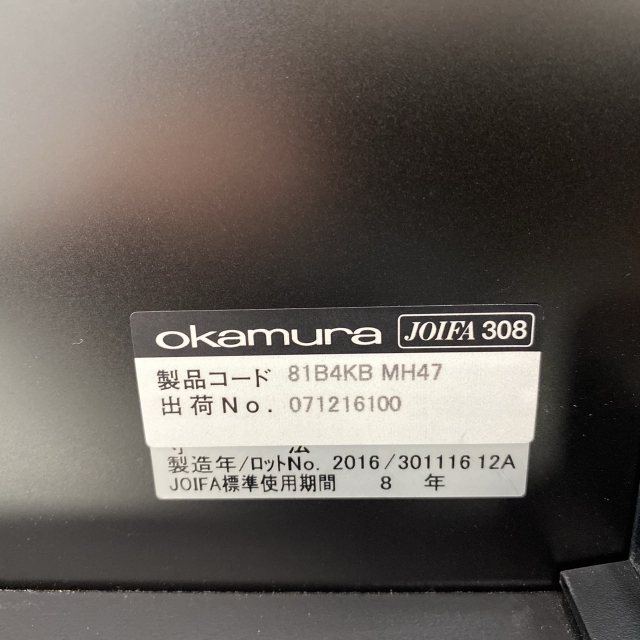 okamura JOIFA 308
製品コード 81B4KB MH47
出荷No. 071216100
寸 法
製造年/ロットNo. 2016/301116 12A
JOIFA標準使用期間 8 年